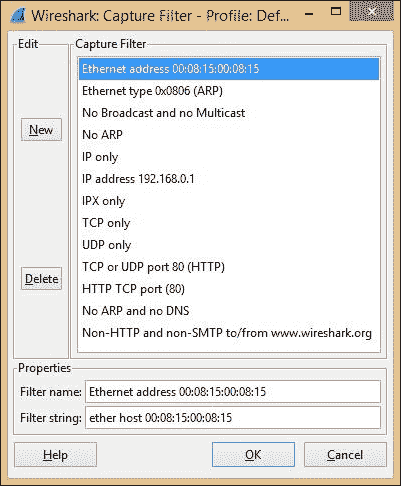 Wireshark: Capture Filter - Profile: Def...
Edit
Capture Filter
Ethernet address 00:08:15:00:08:15
Ethernet type 0x0806 (ARP)
No Broadcast and no Multicast
No ARP
IP only
IP address 192.168.0.1
IPX only
TCP only
UDP only
TCP or UDP port 80 (HTTP)
HTTP TCP port (80)
No ARP and no DNS
Non-HTTP and non-SMTP to/from www.wireshark.org
New
Delete
Properties
Filter name: Ethernet address 00:08:15:00:08:15
Filter string: ether host 00:08:15:00:08:15
Help OK Cancel